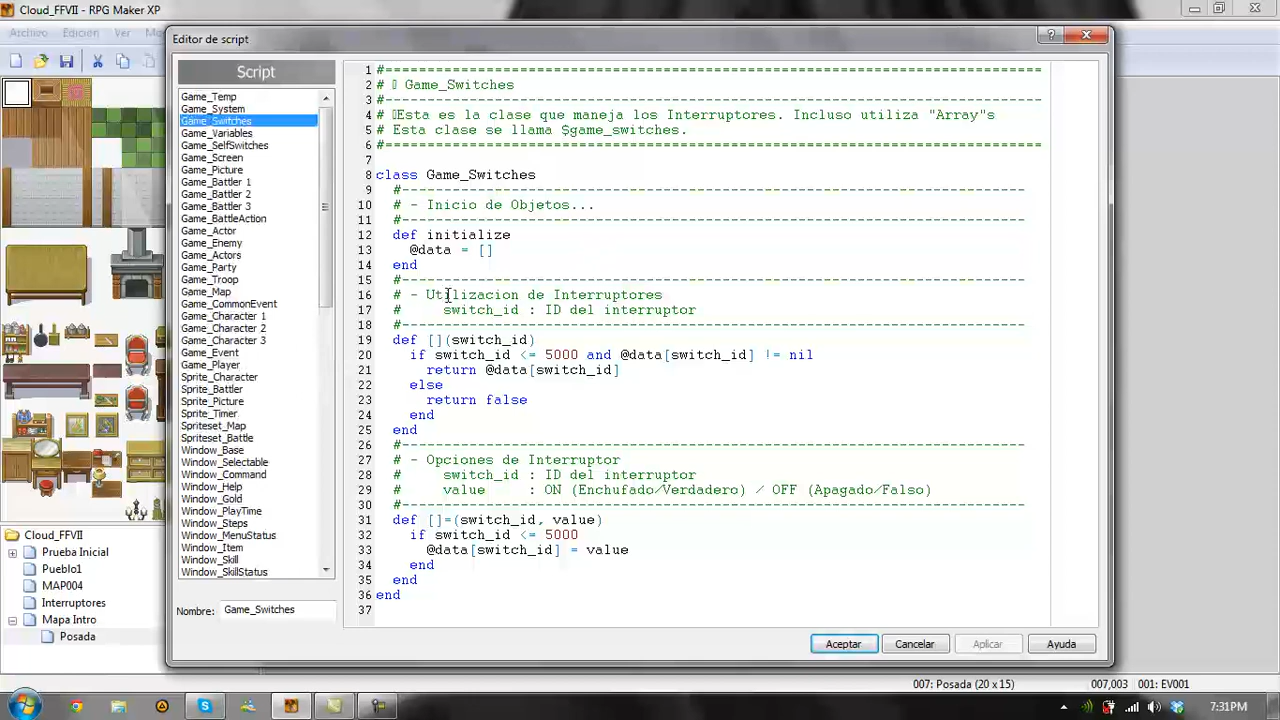 Cloud_FFVII - RPG Maker XP
Archivo Edición Ver
Editor de script
Script
Game_Temp
Game_System
Game_Switches
Game_Variables
Game_SelfSwitches
Game_Screen
Game_Picture
Game_Battler 1
Game_Battler 2
Game_Battler 3
Game_BattleAction
Game_Actor
Game_Enemy
Game_Actors
Game_Party
Game_Troop
Game_Map
Game_CommonEvent
Game_Character 1
Game_Character 2
Game_Character 3
Game_Event
Game_Player
Sprite_Character
Sprite_Battler
Sprite_Picture
Sprite_Timer
Spriteset_Map
Spriteset_Battle
Window_Base
Window_Selectable
Window_Command
Window_Help
Window_Gold
Window_PlayTime
Window_Steps
Window_MenuStatus
Window_Item
Window_Skill
Window_SkillStatus
Nombre: Game_Switches
1 #==============================================================================
2 # Game_Switches
3 #------------------------------------------------------------------------------
4 # Esta es la clase que maneja los Interruptores. Incluso utiliza "Array"s
5 # Esta clase se llama $game_switches.
6 #==============================================================================
7
8 class Game_Switches
9 #--------------------------------------------------------------------------
10 # - Inicio de Objetos...
11 #--------------------------------------------------------------------------
12 def initialize
13 @data = []
14 end
15 #--------------------------------------------------------------------------
16 # - Utilizacion de Interruptores
17 # switch_id : ID del interruptor
18 #--------------------------------------------------------------------------
19 def [](switch_id)
20 if switch_id <= 5000 and @data[switch_id] != nil
21 return @data[switch_id]
22 else
23 return false
24 end
25 end
26 #--------------------------------------------------------------------------
27 # - Opciones de Interruptor
28 # switch_id : ID del interruptor
29 # value : ON (Enchufado/Verdadero) / OFF (Apagado/Falso)
30 #--------------------------------------------------------------------------
31 def []=(switch_id, value)
32 if switch_id <= 5000
33 @data[switch_id] = value
34 end
35 end
36 end
37
Aceptar Cancelar Aplicar Ayuda
Cloud_FFVII
Prueba Inicial
Pueblo1
MAP004
Interruptores
Mapa Intro
Posada
007: Posada (20 x 15) 007,003 001: EV001
7:31PM